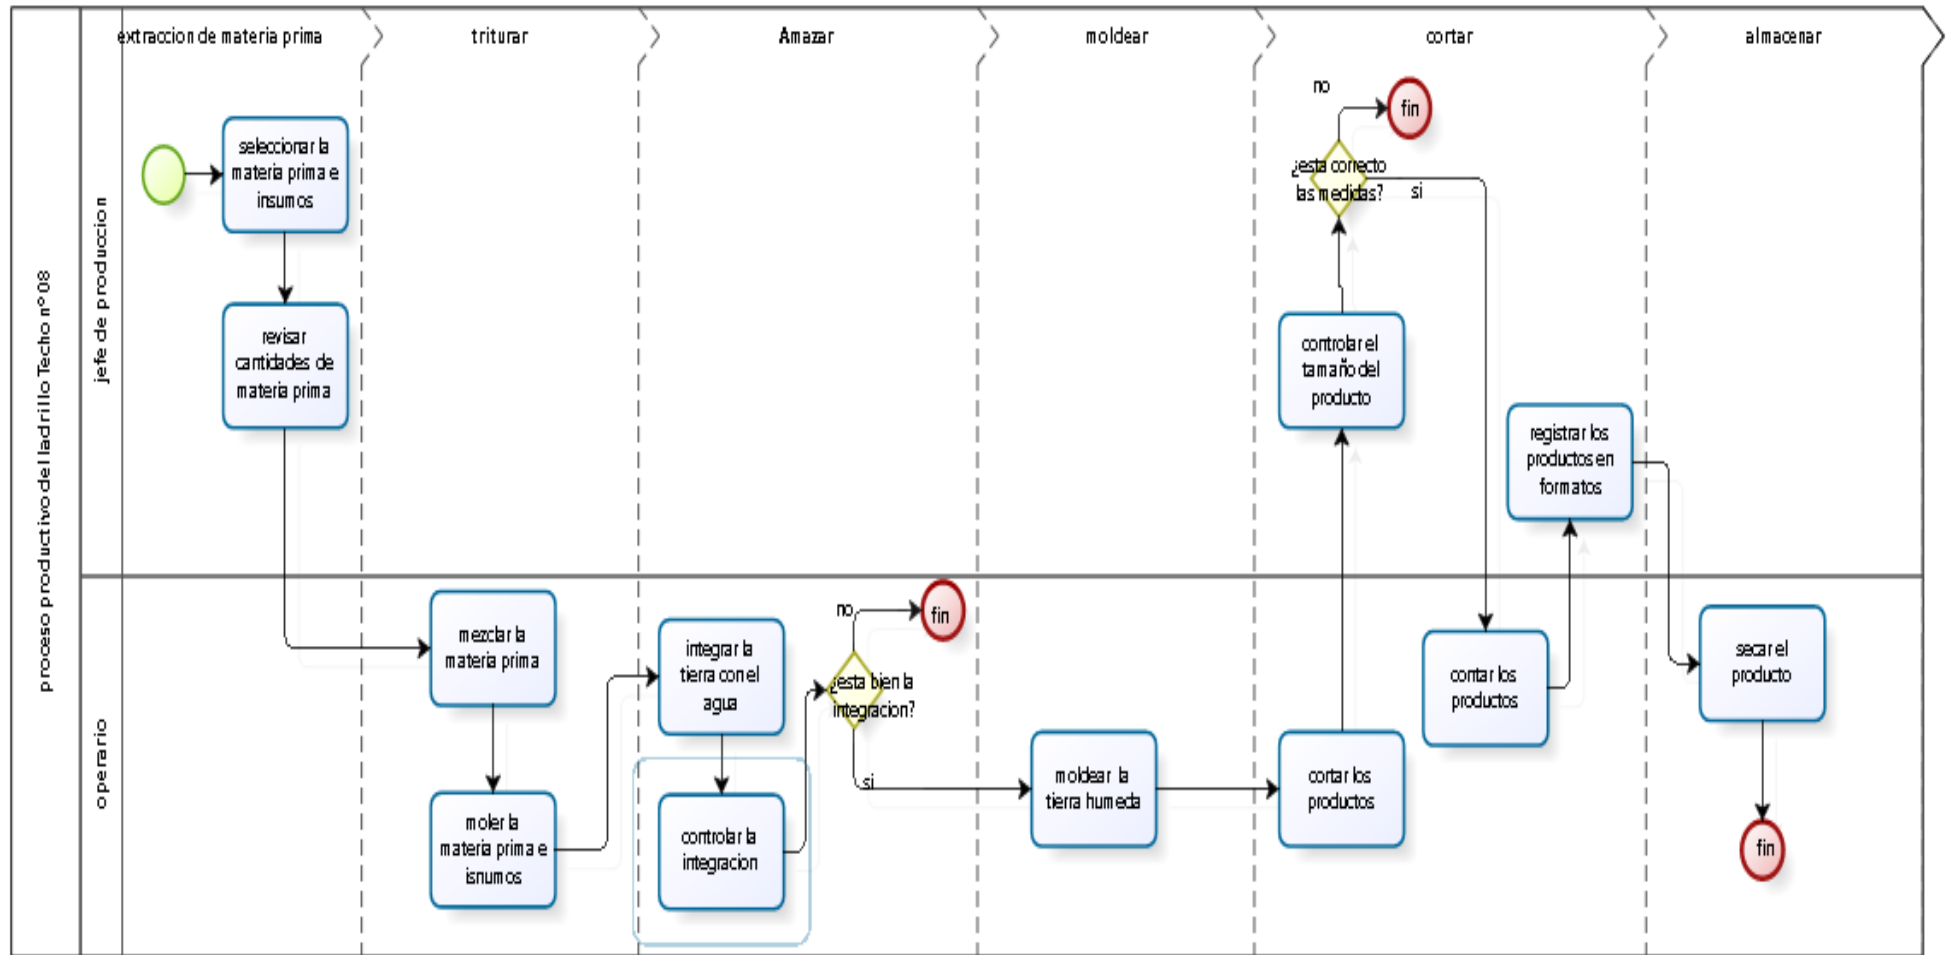 proceso productivo del ladrillo Techo nº 08
extraccion de materia prima
triturar
Amazar
moldear
cortar
almacenar
jefe de produccion
seleccionar la
materia prima e
insumos
revisar
cantidades de
materia prima
no
fin
¿esta correcto
las medidas?
si
controlar el
tamaño del
producto
registrar los
productos en
formatos
operario
mezclar la
materia prima
moler la
materia prima e
isnumos
integrar la
tierra con el
agua
controlar la
integracion
no
fin
¿esta bien la
integracion?
si
moldear la
tierra humeda
cortar los
productos
contar los
productos
secar el
producto
fin